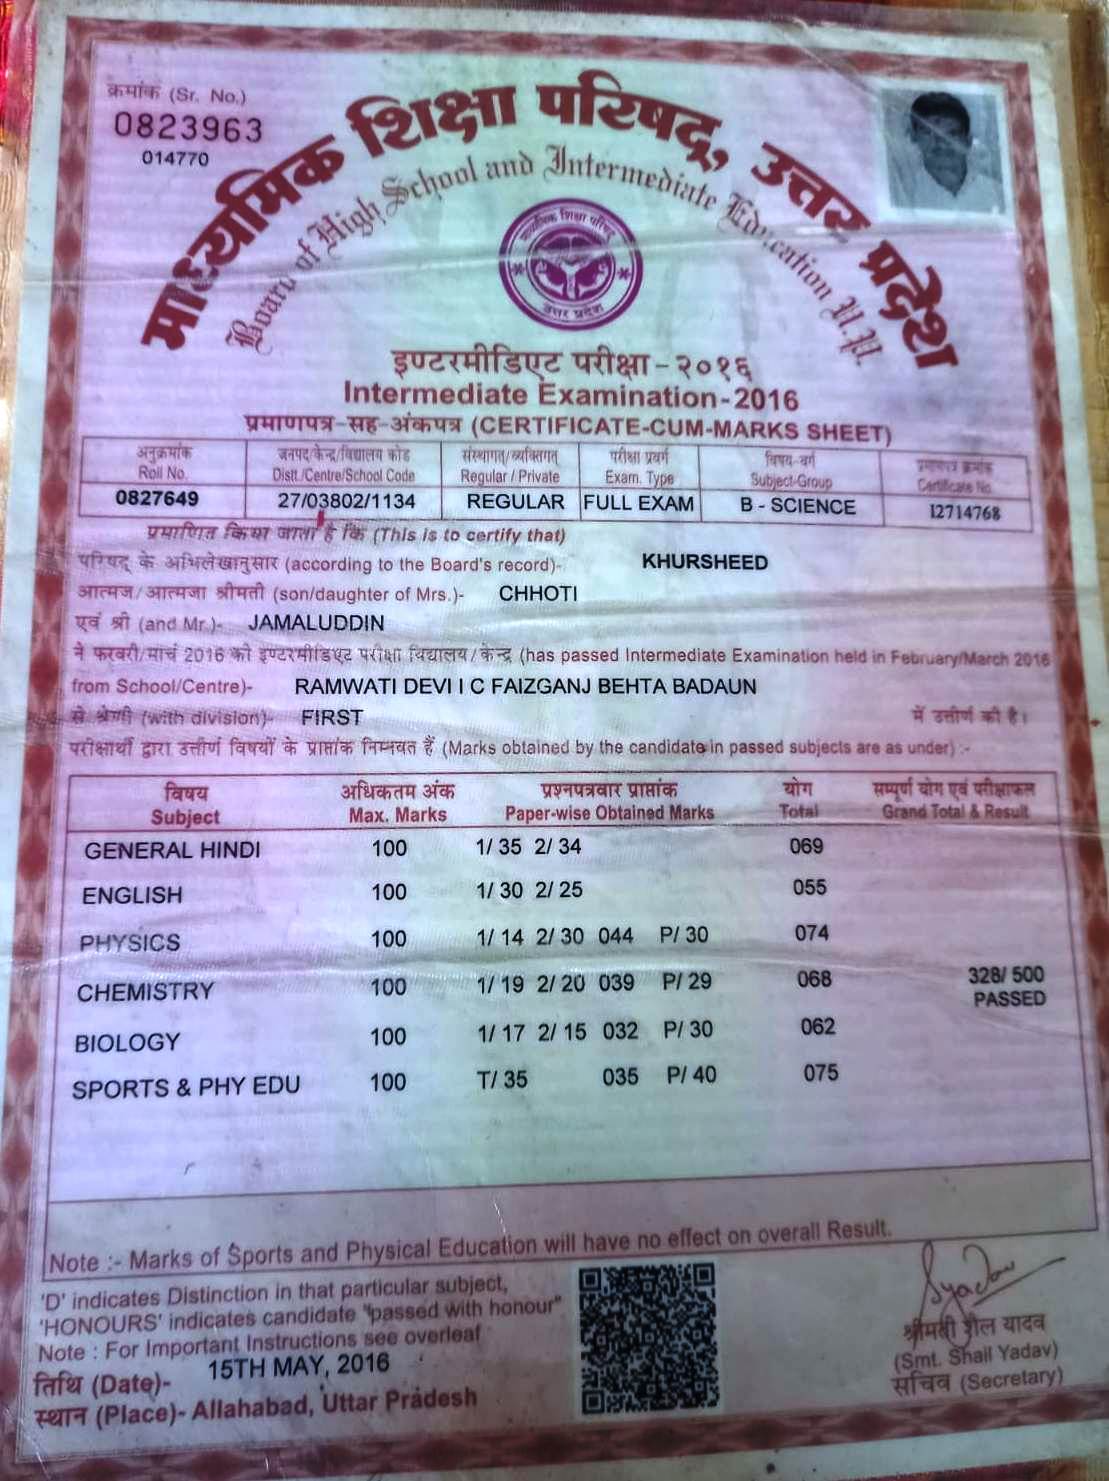 क्रमांक (Sr. No.)
0823963
014770
माध्यमिक शिक्षा परिषद्, उत्तर प्रदेश
Board of High School and Intermediate Education U.P.
माध्यमिक शिक्षा परिषद्
उत्तर प्रदेश
इण्टरमीडिएट परीक्षा - २०१६
Intermediate Examination - 2016
प्रमाणपत्र-सह-अंकपत्र (CERTIFICATE-CUM-MARKS SHEET)
अनुक्रमांक जनपद/केन्द्र/विद्यालय कोड संस्थागत/व्यक्तिगत परीक्षा प्रवर्ग विषय-वर्ग प्रमाणपत्र क्रमांक
Roll No. Distt./Centre/School Code Regular / Private Exam. Type Subject-Group Certificate No.
0827649 27/03802/1134 REGULAR FULL EXAM B - SCIENCE 12714768
प्रमाणित किया जाता है कि (This is to certify that)
परिषद् के अभिलेखानुसार (according to the Board's record)- KHURSHEED
आत्मज/आत्मजा श्रीमती (son/daughter of Mrs.)- CHHOTI
एवं श्री (and Mr.)- JAMALUDDIN
ने फरवरी/मार्च 2016 को इण्टरमीडिएट परीक्षा विद्यालय/केन्द्र (has passed Intermediate Examination held in February/March 2016
from School/Centre)- RAMWATI DEVI I C FAIZGANJ BEHTA BADAUN
से श्रेणी (with division)- FIRST में उत्तीर्ण की है।
परीक्षार्थी द्वारा उत्तीर्ण विषयों के प्राप्तांक निम्नवत हैं (Marks obtained by the candidate in passed subjects are as under) :-
विषय अधिकतम अंक प्रश्नपत्रवार प्राप्तांक योग सम्पूर्ण योग एवं परीक्षाफल
Subject Max. Marks Paper-wise Obtained Marks Total Grand Total & Result
GENERAL HINDI 100 1/ 35 2/ 34 069
ENGLISH 100 1/ 30 2/ 25 055
PHYSICS 100 1/ 14 2/ 30 044 P/ 30 074
CHEMISTRY 100 1/ 19 2/ 20 039 P/ 29 068 328/ 500
PASSED
BIOLOGY 100 1/ 17 2/ 15 032 P/ 30 062
SPORTS & PHY EDU 100 T/ 35 035 P/ 40 075
Note :- Marks of Sports and Physical Education will have no effect on overall Result.
'D' indicates Distinction in that particular subject,
'HONOURS' indicates candidate "passed with honour"
Note : For Important Instructions see overleaf
तिथि (Date)- 15TH MAY, 2016
स्थान (Place)- Allahabad, Uttar Pradesh
Syadav
श्रीमती शैल यादव
(Smt. Shail Yadav)
सचिव (Secretary)